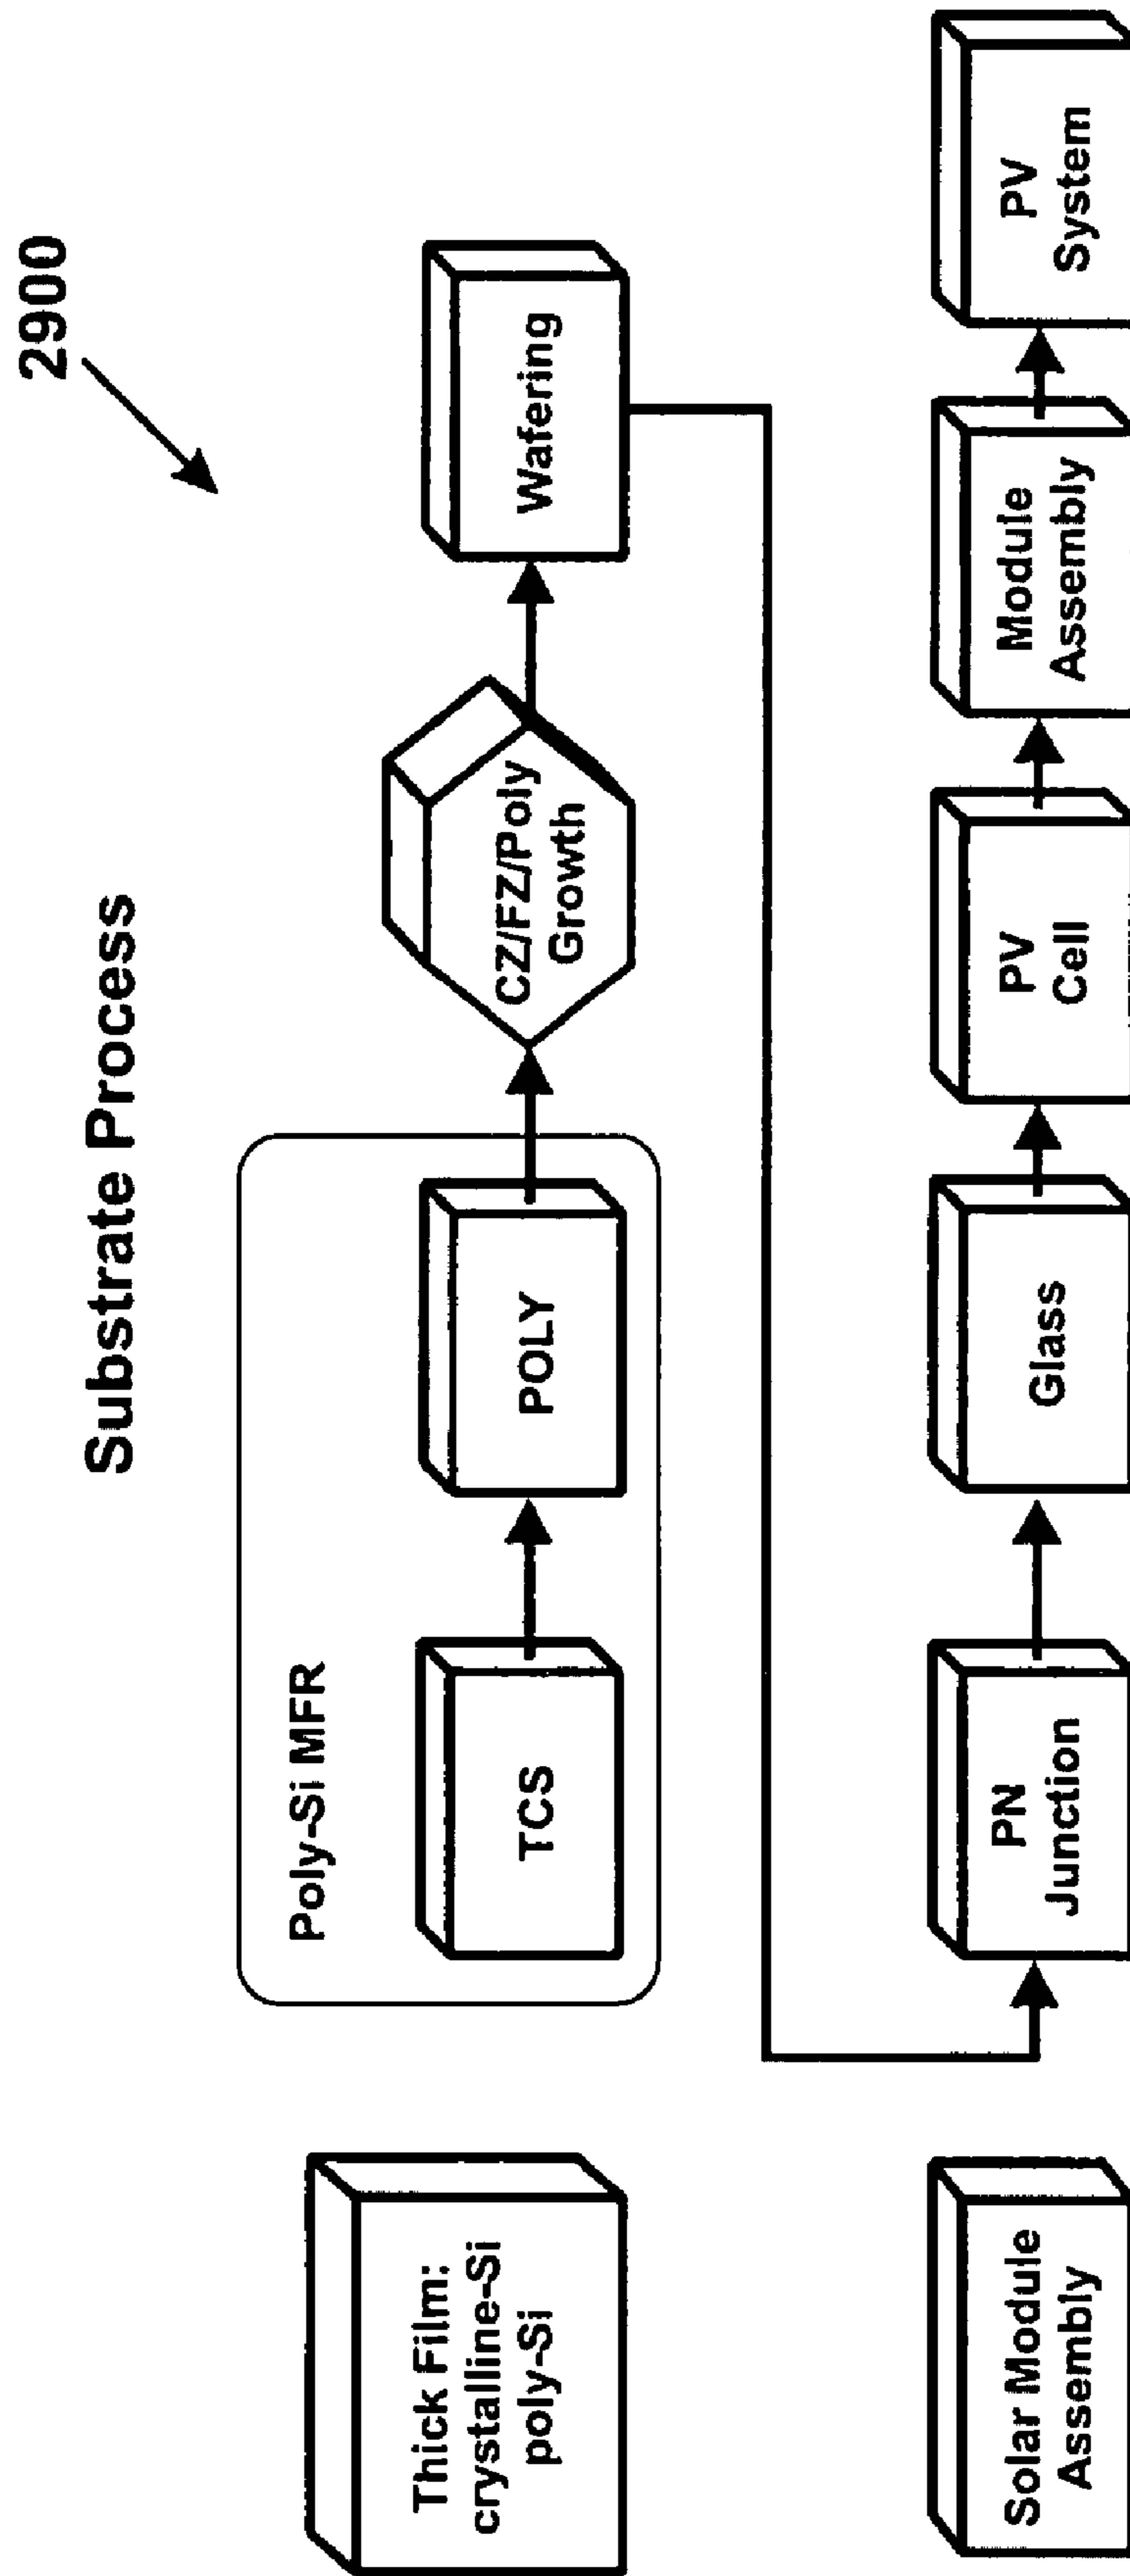 2900
Substrate Process
Thick Film:
crystalline-Si
poly-Si
Poly-Si MFR
TCS
POLY
CZ/FZ/Poly
Growth
Wafering
Solar Module
Assembly
PN
Junction
Glass
PV
Cell
Module
Assembly
PV
System